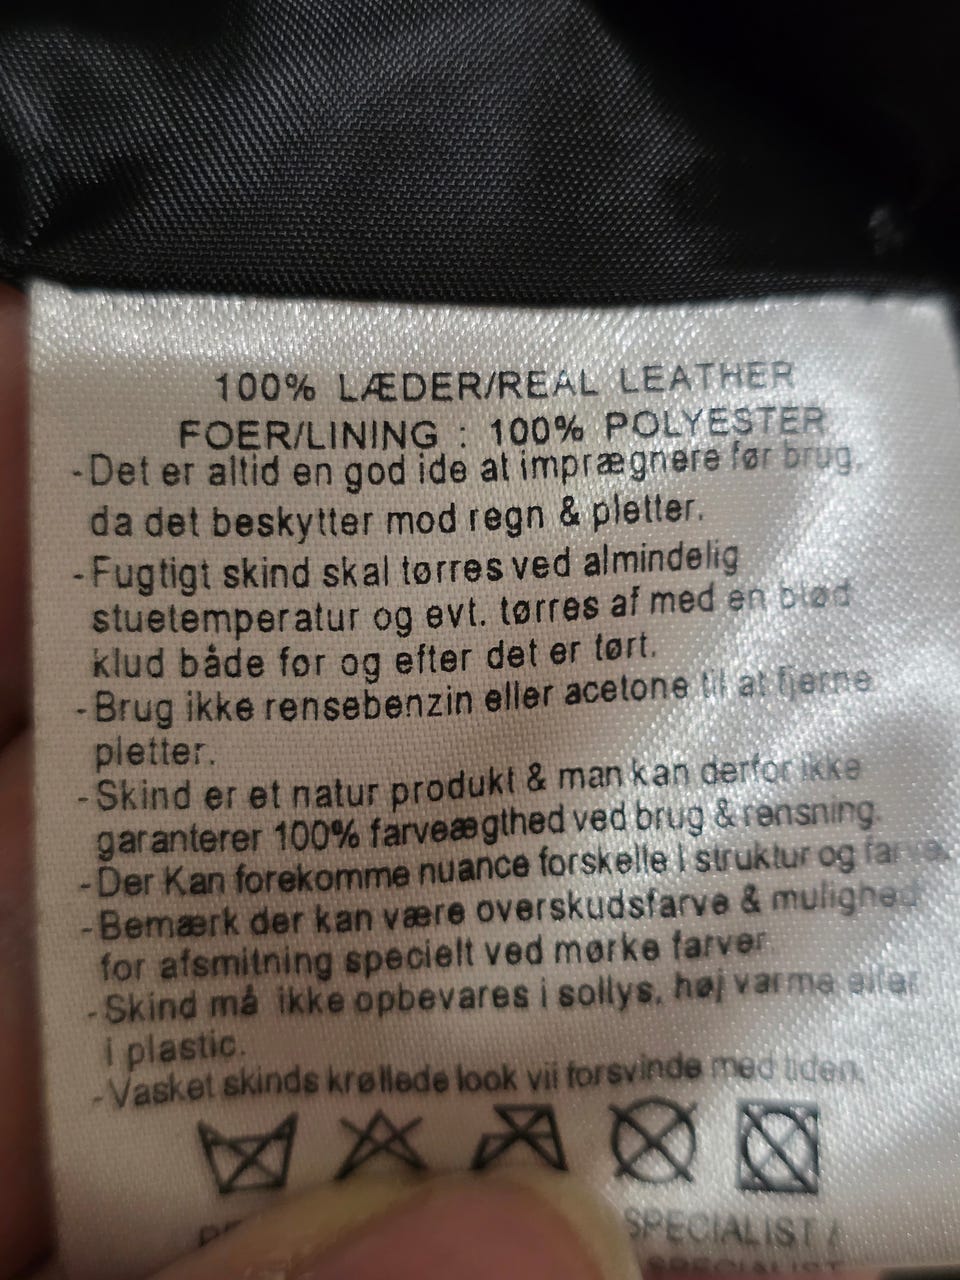 100% LÆDER/REAL LEATHER
FOER/LINING : 100% POLYESTER
-Det er altid en god ide at imprægnere før brug,
da det beskytter mod regn & pletter.
-Fugtigt skind skal tørres ved almindelig
stuetemperatur og evt. tørres af med en blød
klud både før og efter det er tørt.
-Brug ikke rensebenzin eller acetone til at fjerne
pletter.
-Skind er et natur produkt & man kan derfor ikke
garanterer 100% farveæegthed ved brug & rensning.
-Der Kan forekomme nuance forskelle I struktur og farve.
-Bemærk der kan være overskudsfarve & mulighed
for afsmitning specielt ved mørke farver.
-Skind må ikke opbevares i sollys, høj varme eller
i plastic.
-Vasket skinds krøllede look vil forsvinde med tiden.
SPECIALIST /
SPECIALIST